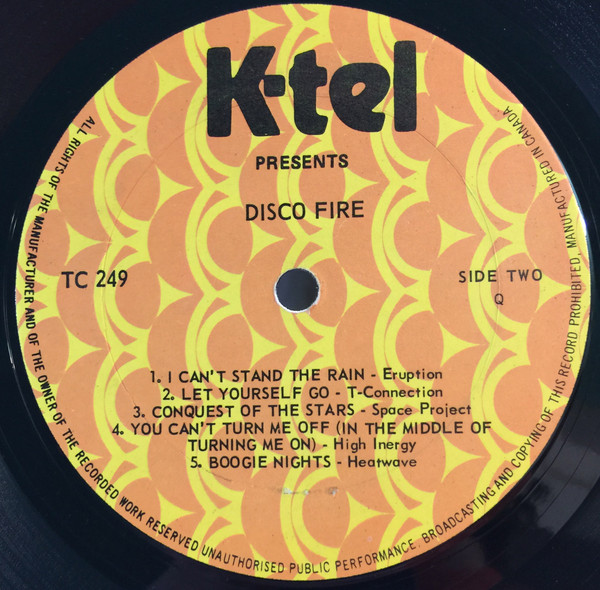 K-tel
PRESENTS
DISCO FIRE
TC 249
SIDE TWO
Q
1. I CAN'T STAND THE RAIN - Eruption
2. LET YOURSELF GO - T-Connection
3. CONQUEST OF THE STARS - Space Project
4. YOU CAN'T TURN ME OFF (IN THE MIDDLE OF
TURNING ME ON) - High Inergy
5. BOOGIE NIGHTS - Heatwave
ALL RIGHTS OF THE MANUFACTURER AND OF THE OWNER OF THE RECORDED WORK RESERVED UNAUTHORISED PUBLIC PERFORMANCE, BROADCASTING AND COPYING OF THIS RECORD PROHIBITED, MANUFACTURED IN CANADA